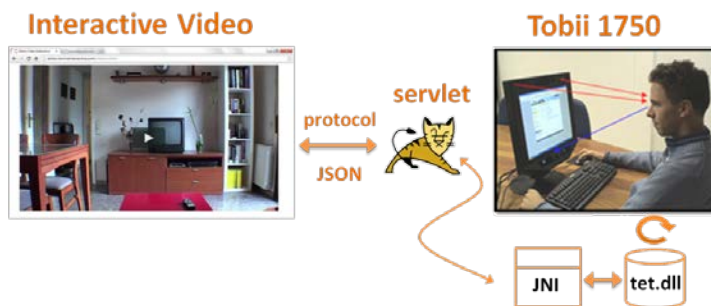 Interactive Video
Tobii 1750
servlet
protocol
JSON
JNI
tet.dll